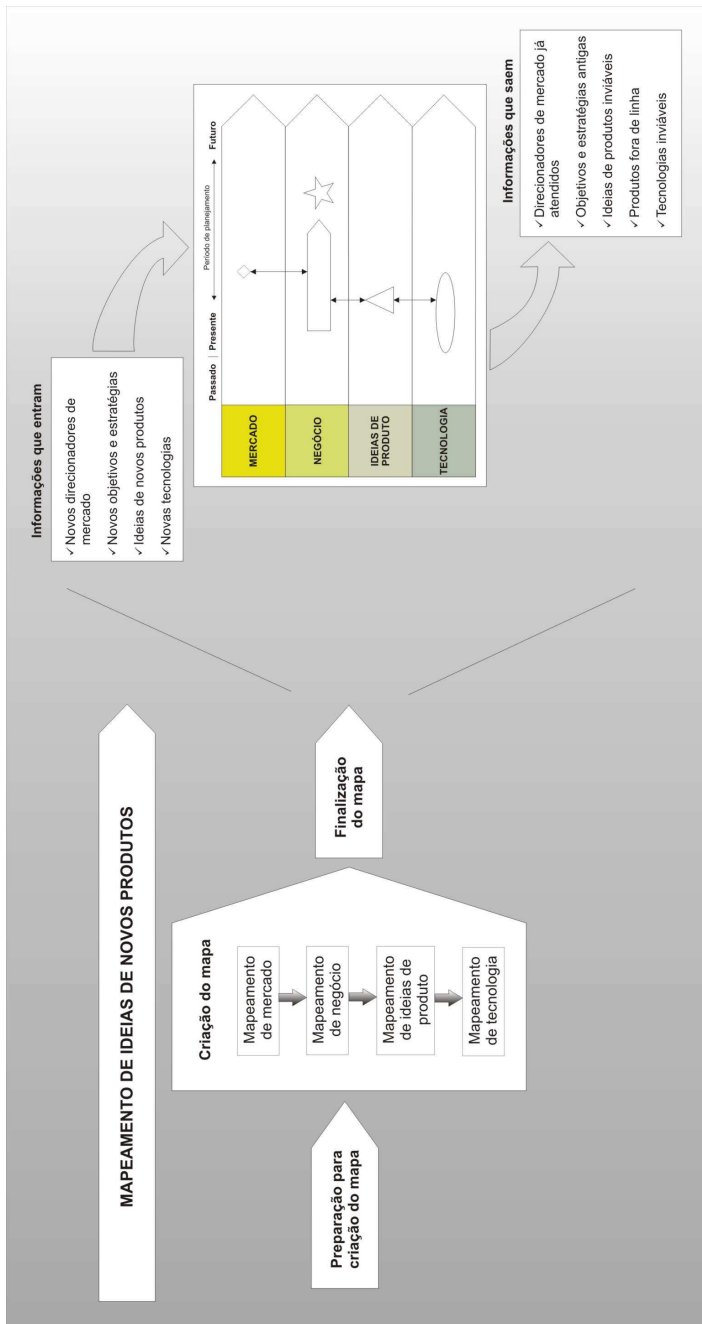 MAPEAMENTO DE IDEIAS DE NOVOS PRODUTOS
Preparação para
criação do mapa
Criação do mapa
Mapeamento
de mercado
Mapeamento
de negócio
Mapeamento
de ideias de
produto
Mapeamento
de tecnologia
Finalização
do mapa
Informações que entram
✓ Novos direcionadores de
mercado
✓ Novos objetivos e estratégias
✓ Ideias de novos produtos
✓ Novas tecnologias
Passado | Presente
Período de planejamento
Futuro
MERCADO
NEGÓCIO
IDEIAS DE
PRODUTO
TECNOLOGIA
Informações que saem
✓ Direcionadores de mercado já
atendidos
✓ Objetivos e estratégias antigas
✓ Ideias de produtos inviáveis
✓ Produtos fora de linha
✓ Tecnologias inviáveis